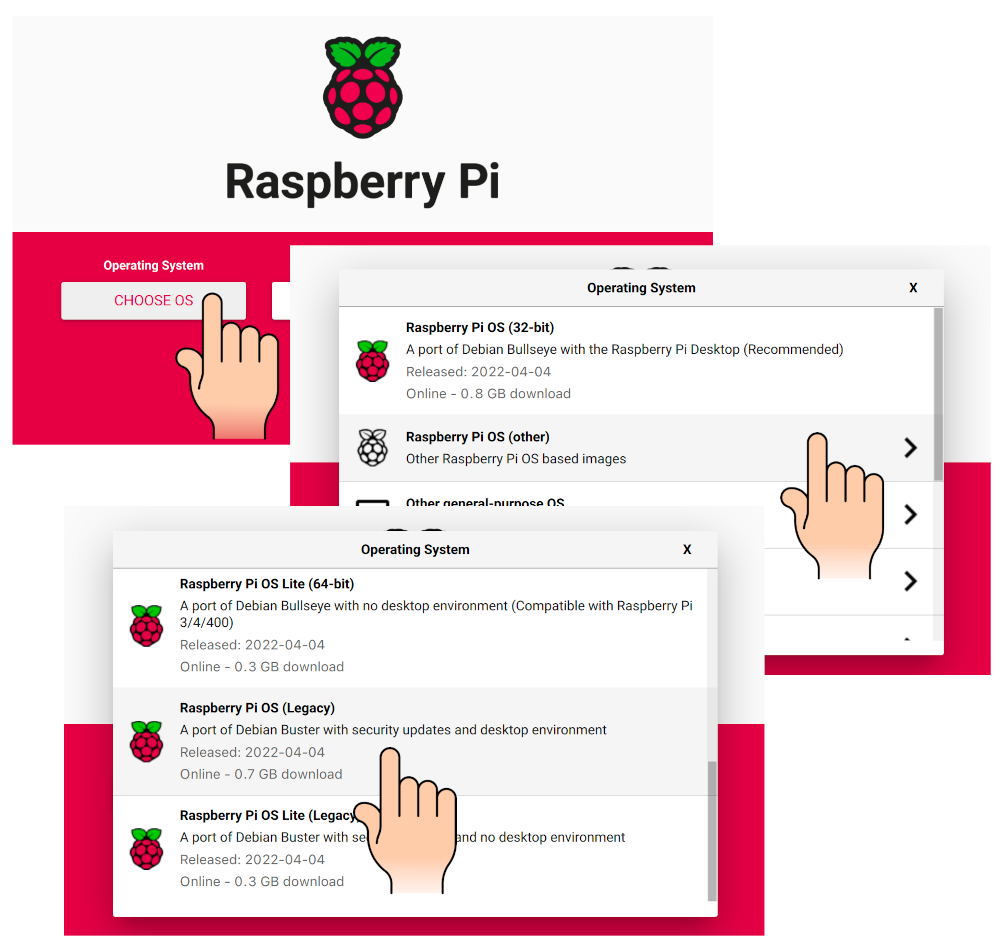 Raspberry Pi
Operating System
CHOOSE OS
Operating System
X
Raspberry Pi OS (32-bit)
A port of Debian Bullseye with the Raspberry Pi Desktop (Recommended)
Released: 2022-04-04
Online - 0.8 GB download
Raspberry Pi OS (other)
Other Raspberry Pi OS based images
Other general-purpose OS
Operating System
X
Raspberry Pi OS Lite (64-bit)
A port of Debian Bullseye with no desktop environment (Compatible with Raspberry Pi
3/4/400)
Released: 2022-04-04
Online - 0.3 GB download
Raspberry Pi OS (Legacy)
A port of Debian Buster with security updates and desktop environment
Released: 2022-04-04
Online - 0.7 GB download
Raspberry Pi OS Lite (Legacy)
A port of Debian Buster with and no desktop environment
Released: 2022-04-04
Online - 0.3 GB download